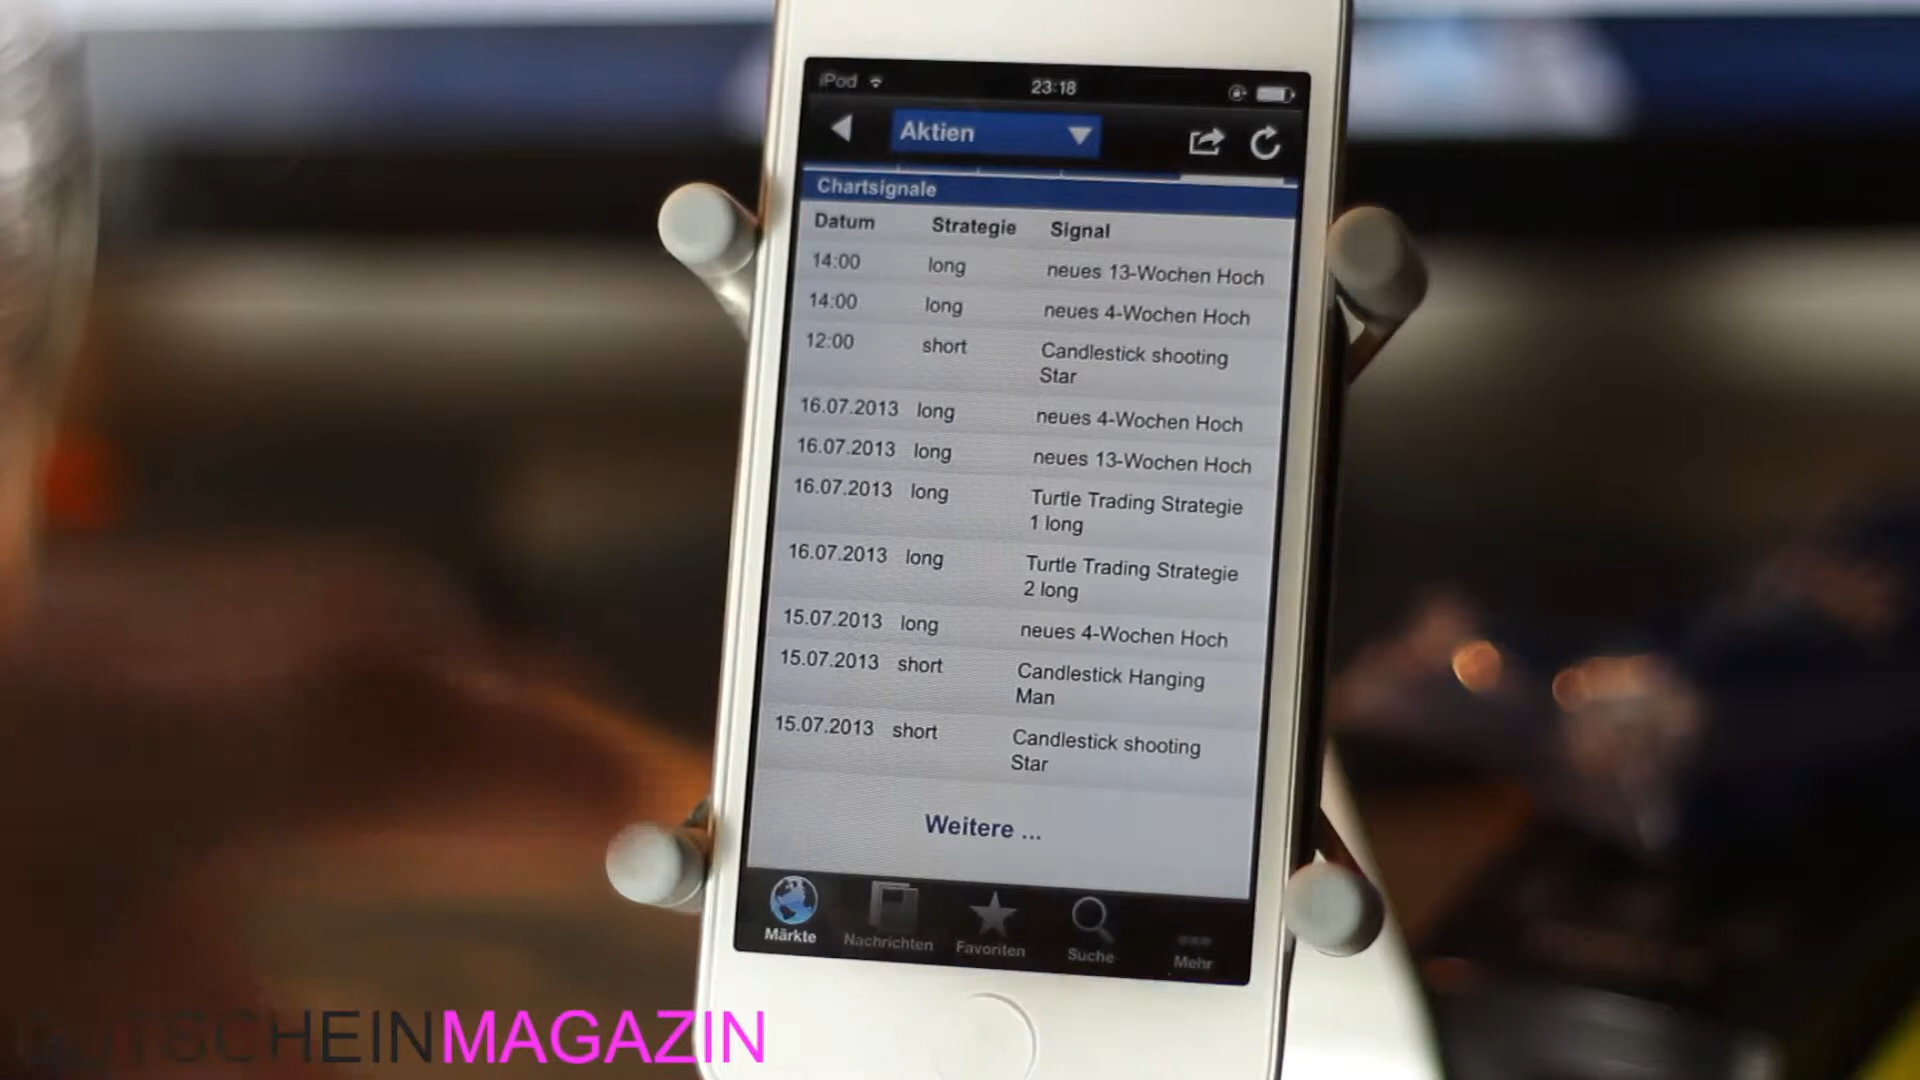 iPod 23:18
Aktien
Chartsignale
Datum Strategie Signal
14:00 long neues 13-Wochen Hoch
14:00 long neues 4-Wochen Hoch
12:00 short Candlestick shooting
Star
16.07.2013 long neues 4-Wochen Hoch
16.07.2013 long neues 13-Wochen Hoch
16.07.2013 long Turtle Trading Strategie
1 long
16.07.2013 long Turtle Trading Strategie
2 long
15.07.2013 long neues 4-Wochen Hoch
15.07.2013 short Candlestick Hanging
Man
15.07.2013 short Candlestick shooting
Star
Weitere ...
Märkte Nachrichten Favoriten Suche Mehr
MAGAZIN